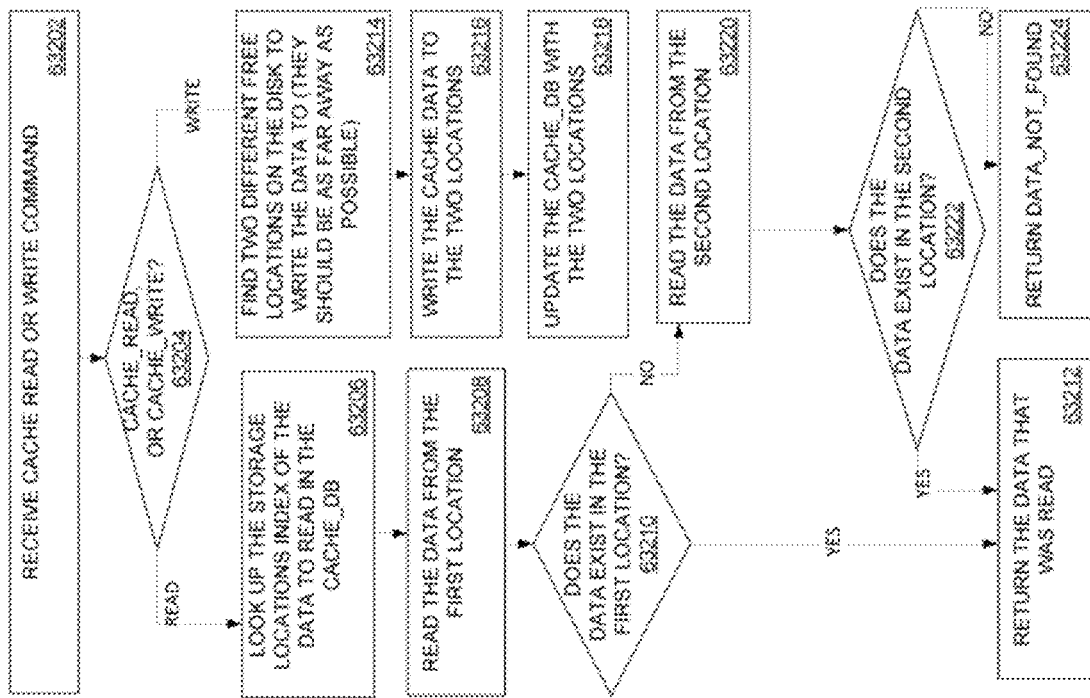 RECEIVE CACHE READ OR WRITE COMMAND
63202
CACHE_READ,
OR CACHE_WRITE?
63204
READ
WRITE
LOOK UP THE STORAGE
LOCATIONS INDEX OF THE
DATA TO READ IN THE
CACHE_DB
63206
READ THE DATA FROM THE
FIRST LOCATION
63208
DOES THE
DATA EXIST IN THE
FIRST LOCATION?
63210
NO
YES
FIND TWO DIFFERENT FREE
LOCATIONS ON THE DISK TO
WRITE THE DATA TO (THEY
SHOULD BE AS FAR AWAY AS
POSSIBLE)
63214
WRITE THE CACHE DATA TO
THE TWO LOCATIONS
63216
UPDATE THE CACHE_DB WITH
THE TWO LOCATIONS
63218
READ THE DATA FROM THE
SECOND LOCATION
63220
DOES THE
DATA EXIST IN THE SECOND
LOCATION?
63222
YES
NO
RETURN THE DATA THAT
WAS READ
63212
RETURN DATA_NOT_FOUND
63224